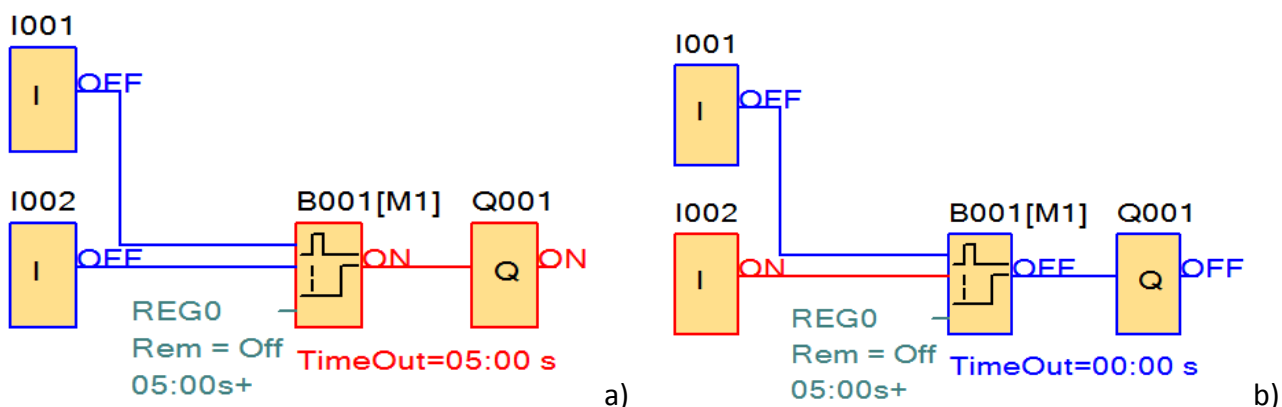 I001
I OFF
I002 B001[M1] Q001
I OFF ON Q ON
REG0
Rem = Off
05:00s+
TimeOut=05:00 s
a)
I001
I OFF
I002 B001[M1] Q001
I ON OFF Q OFF
REG0
Rem = Off
05:00s+
TimeOut=00:00 s
b)